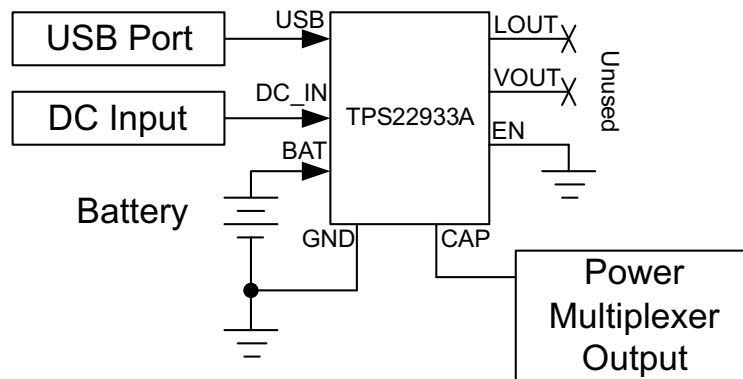 USB Port
USB
LOUT
DC Input
DC_IN
VOUT
Unused
TPS22933A
EN
BAT
Battery
GND
CAP
Power
Multiplexer
Output